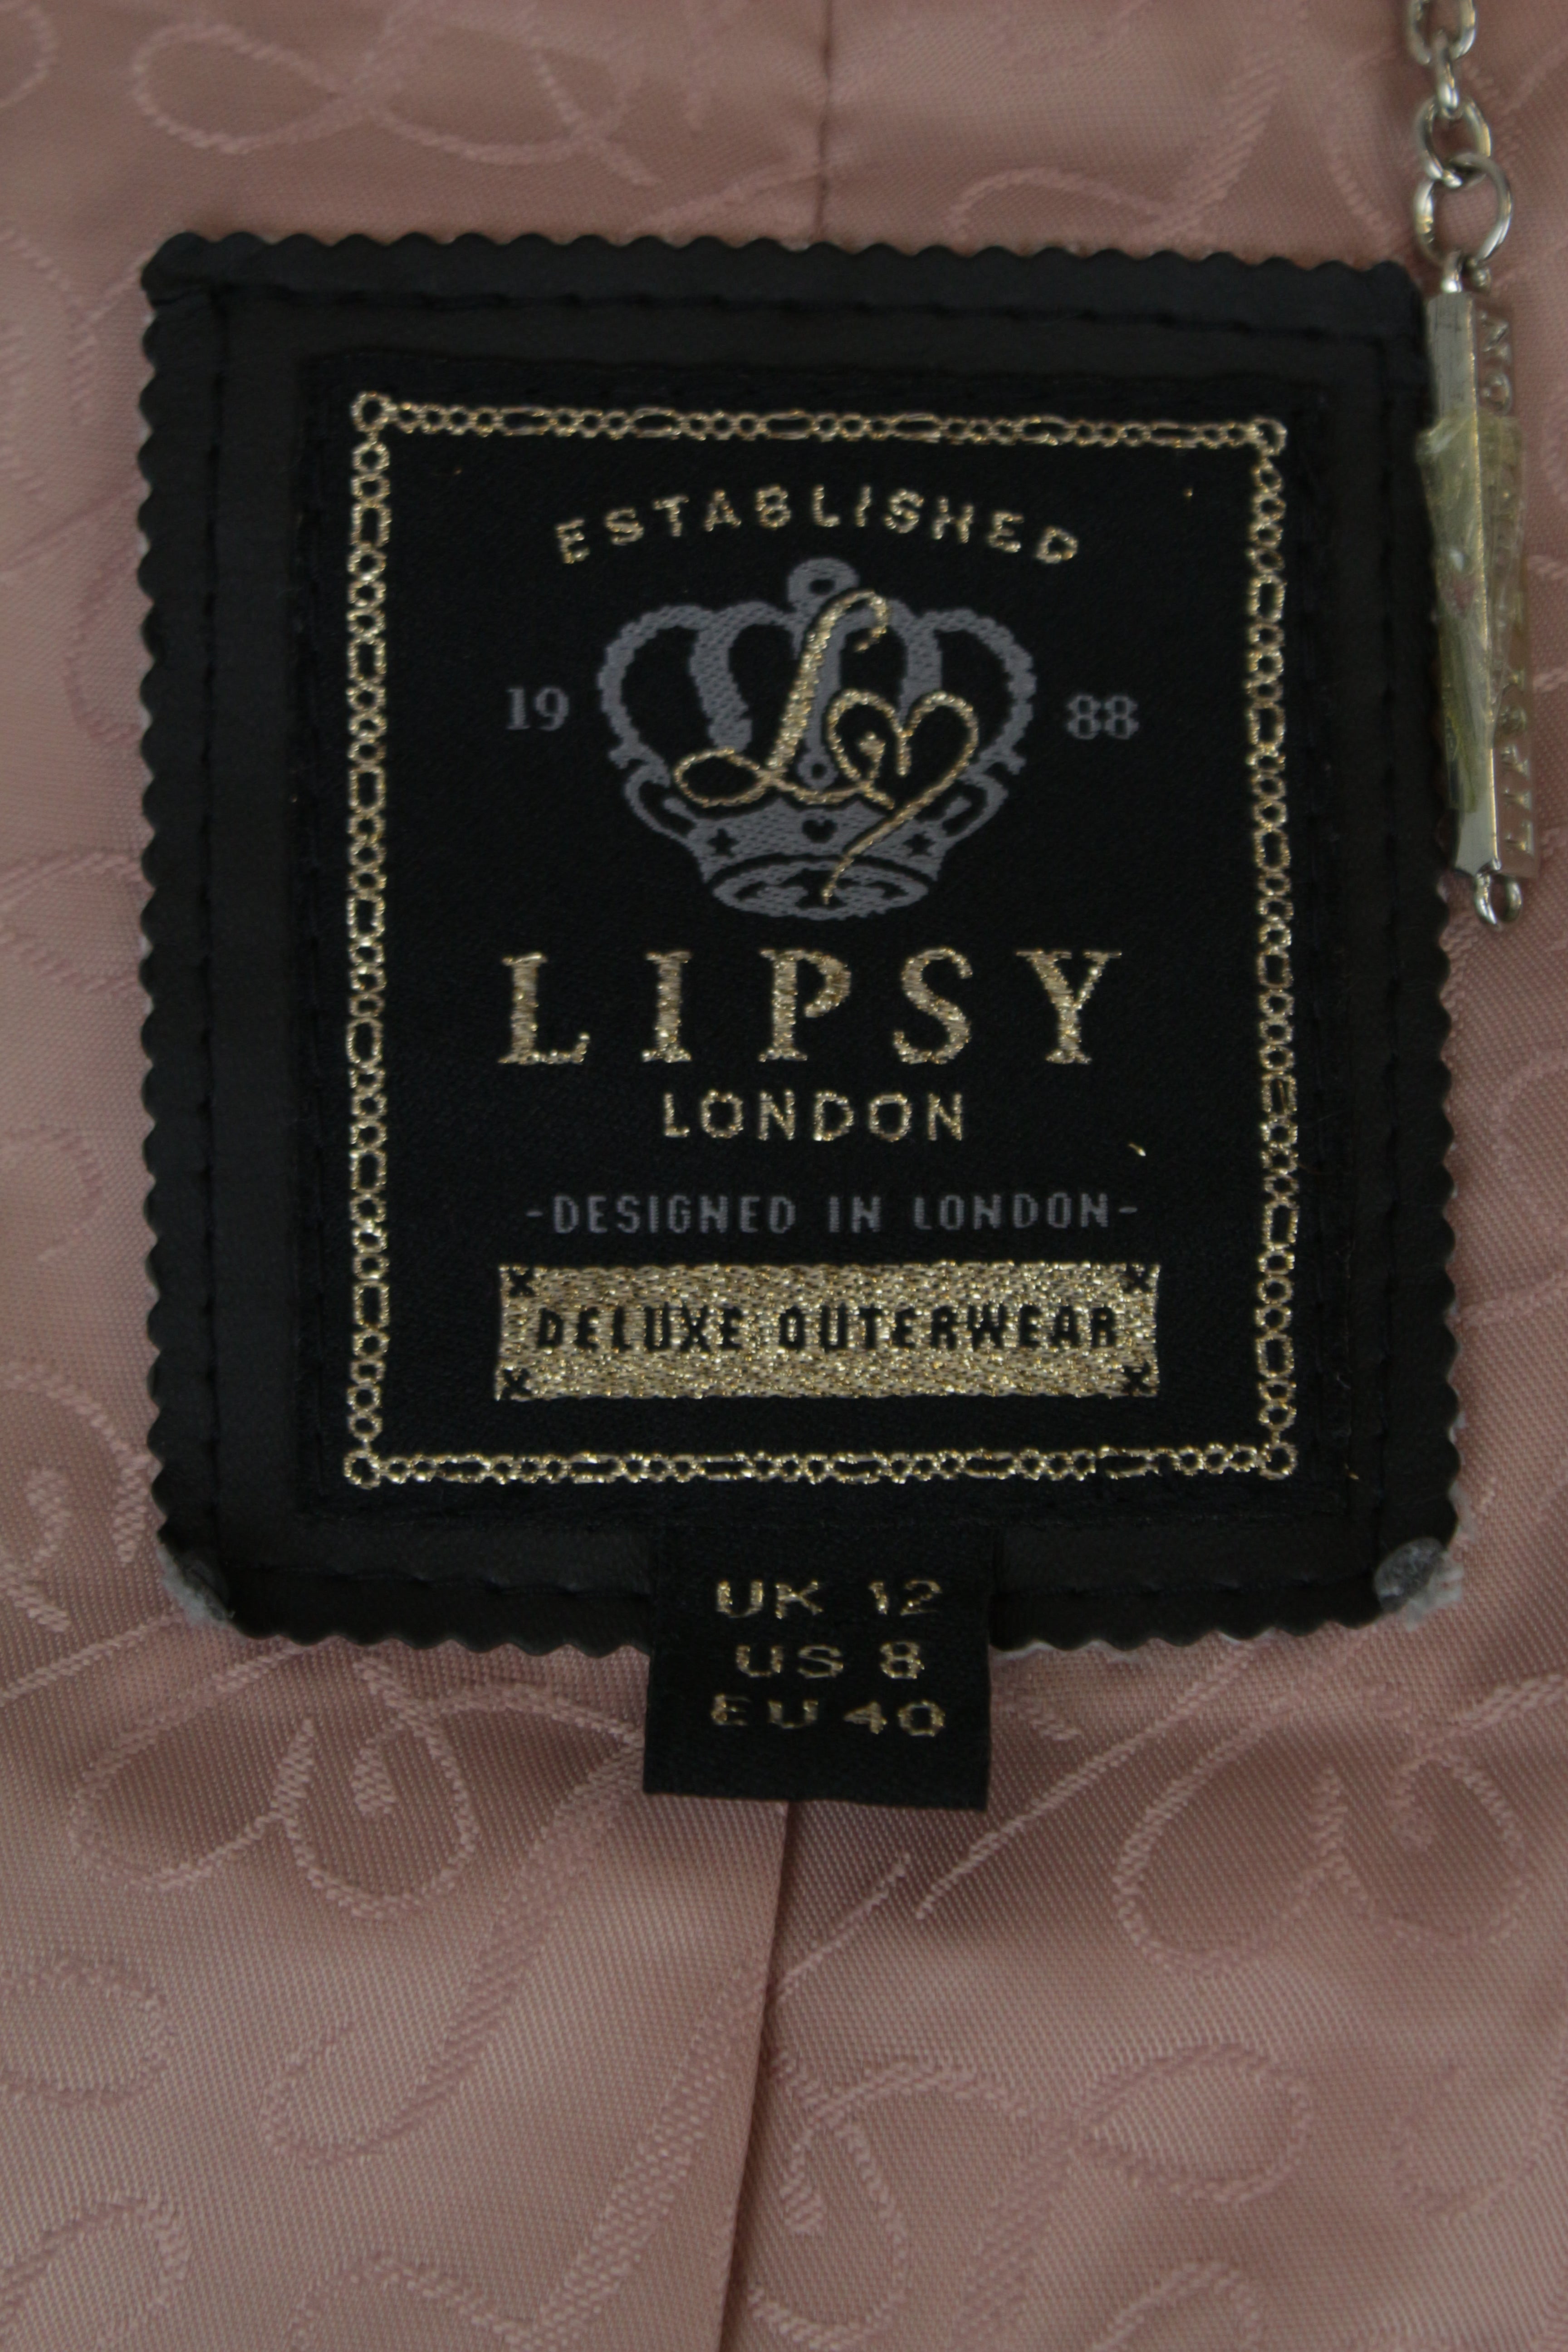 ESTABLISHED
19 88
LIPSY
LONDON
-DESIGNED IN LONDON-
DELUXE OUTERWEAR
UK 12
US 8
EU 40